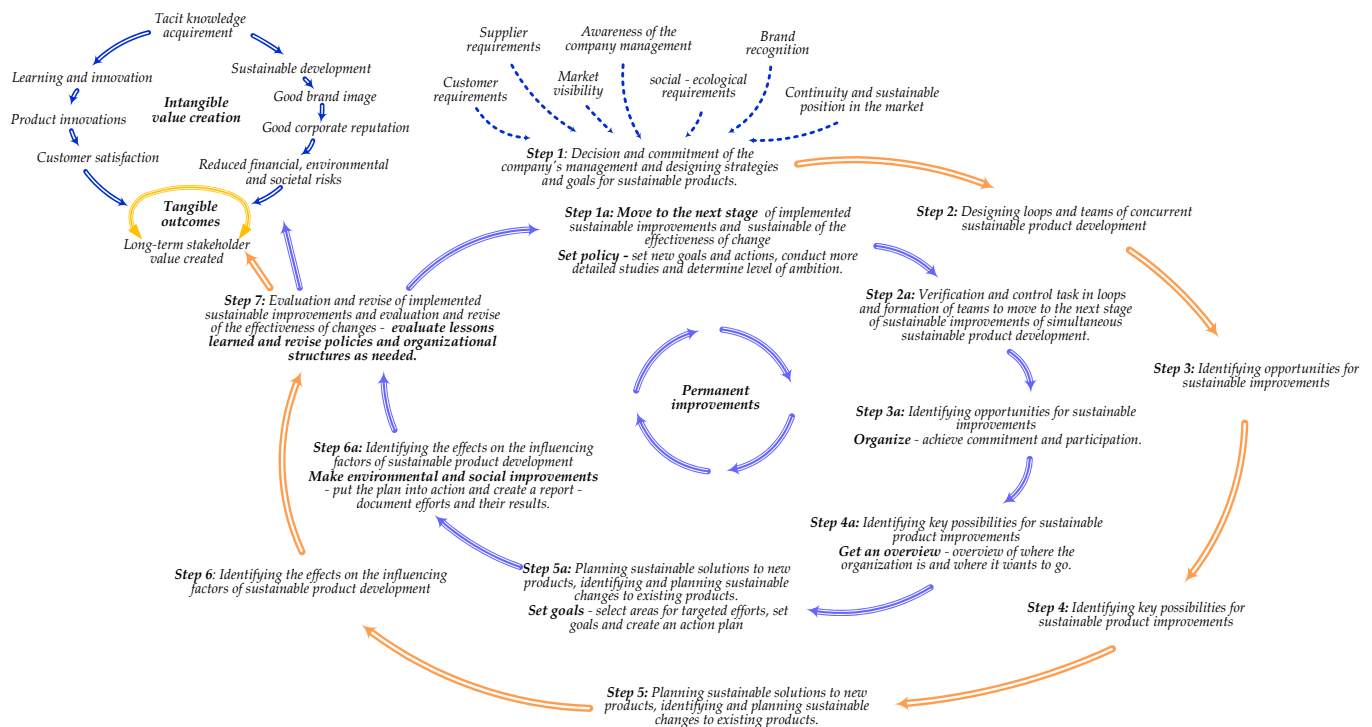 Tacit knowledge
acquirement
Learning and innovation
Product innovations
Customer satisfaction
Intangible
value creation
Sustainable development
Good brand image
Good corporate reputation
Reduced financial, environmental
and societal risks
Tangible
outcomes
Long-term stakeholder
value created
Supplier
requirements
Awareness of the
company management
Brand
recognition
Customer
requirements
Market
visibility
social - ecological
requirements
Continuity and sustainable
position in the market
Step 1: Decision and commitment of the
company´s management and designing strategies
and goals for sustainable products.
Step 1a: Move to the next stage of implemented
sustainable improvements and sustainable of the
effectiveness of change
Set policy - set new goals and actions, conduct more
detailed studies and determine level of ambition.
Step 2: Designing loops and teams of concurrent
sustainable product development
Step 2a: Verification and control task in loops
and formation of teams to move to the next stage
of sustainable improvements of simultaneous
sustainable product development.
Step 3: Identifying opportunities for
sustainable improvements
Step 3a: Identifying opportunities for sustainable
improvements
Organize - achieve commitment and participation.
Permanent
improvements
Step 7: Evaluation and revise of implemented
sustainable improvements and evaluation and revise
of the effectiveness of changes - evaluate lessons
learned and revise policies and organizational
structures as needed.
Step 6a: Identifying the effects on the influencing
factors of sustainable product development
Make environmental and social improvements
- put the plan into action and create a report -
document efforts and their results.
Step 4a: Identifying key possibilities for sustainable
product improvements
Get an overview - overview of where the
organization is and where it wants to go.
Step 5a: Planning sustainable solutions to new
products, identifying and planning sustainable
changes to existing products.
Set goals - select areas for targeted efforts, set
goals and create an action plan
Step 6: Identifying the effects on the influencing
factors of sustainable product development
Step 4: Identifying key possibilities for
sustainable product improvements
Step 5: Planning sustainable solutions to new
products, identifying and planning sustainable
changes to existing products.